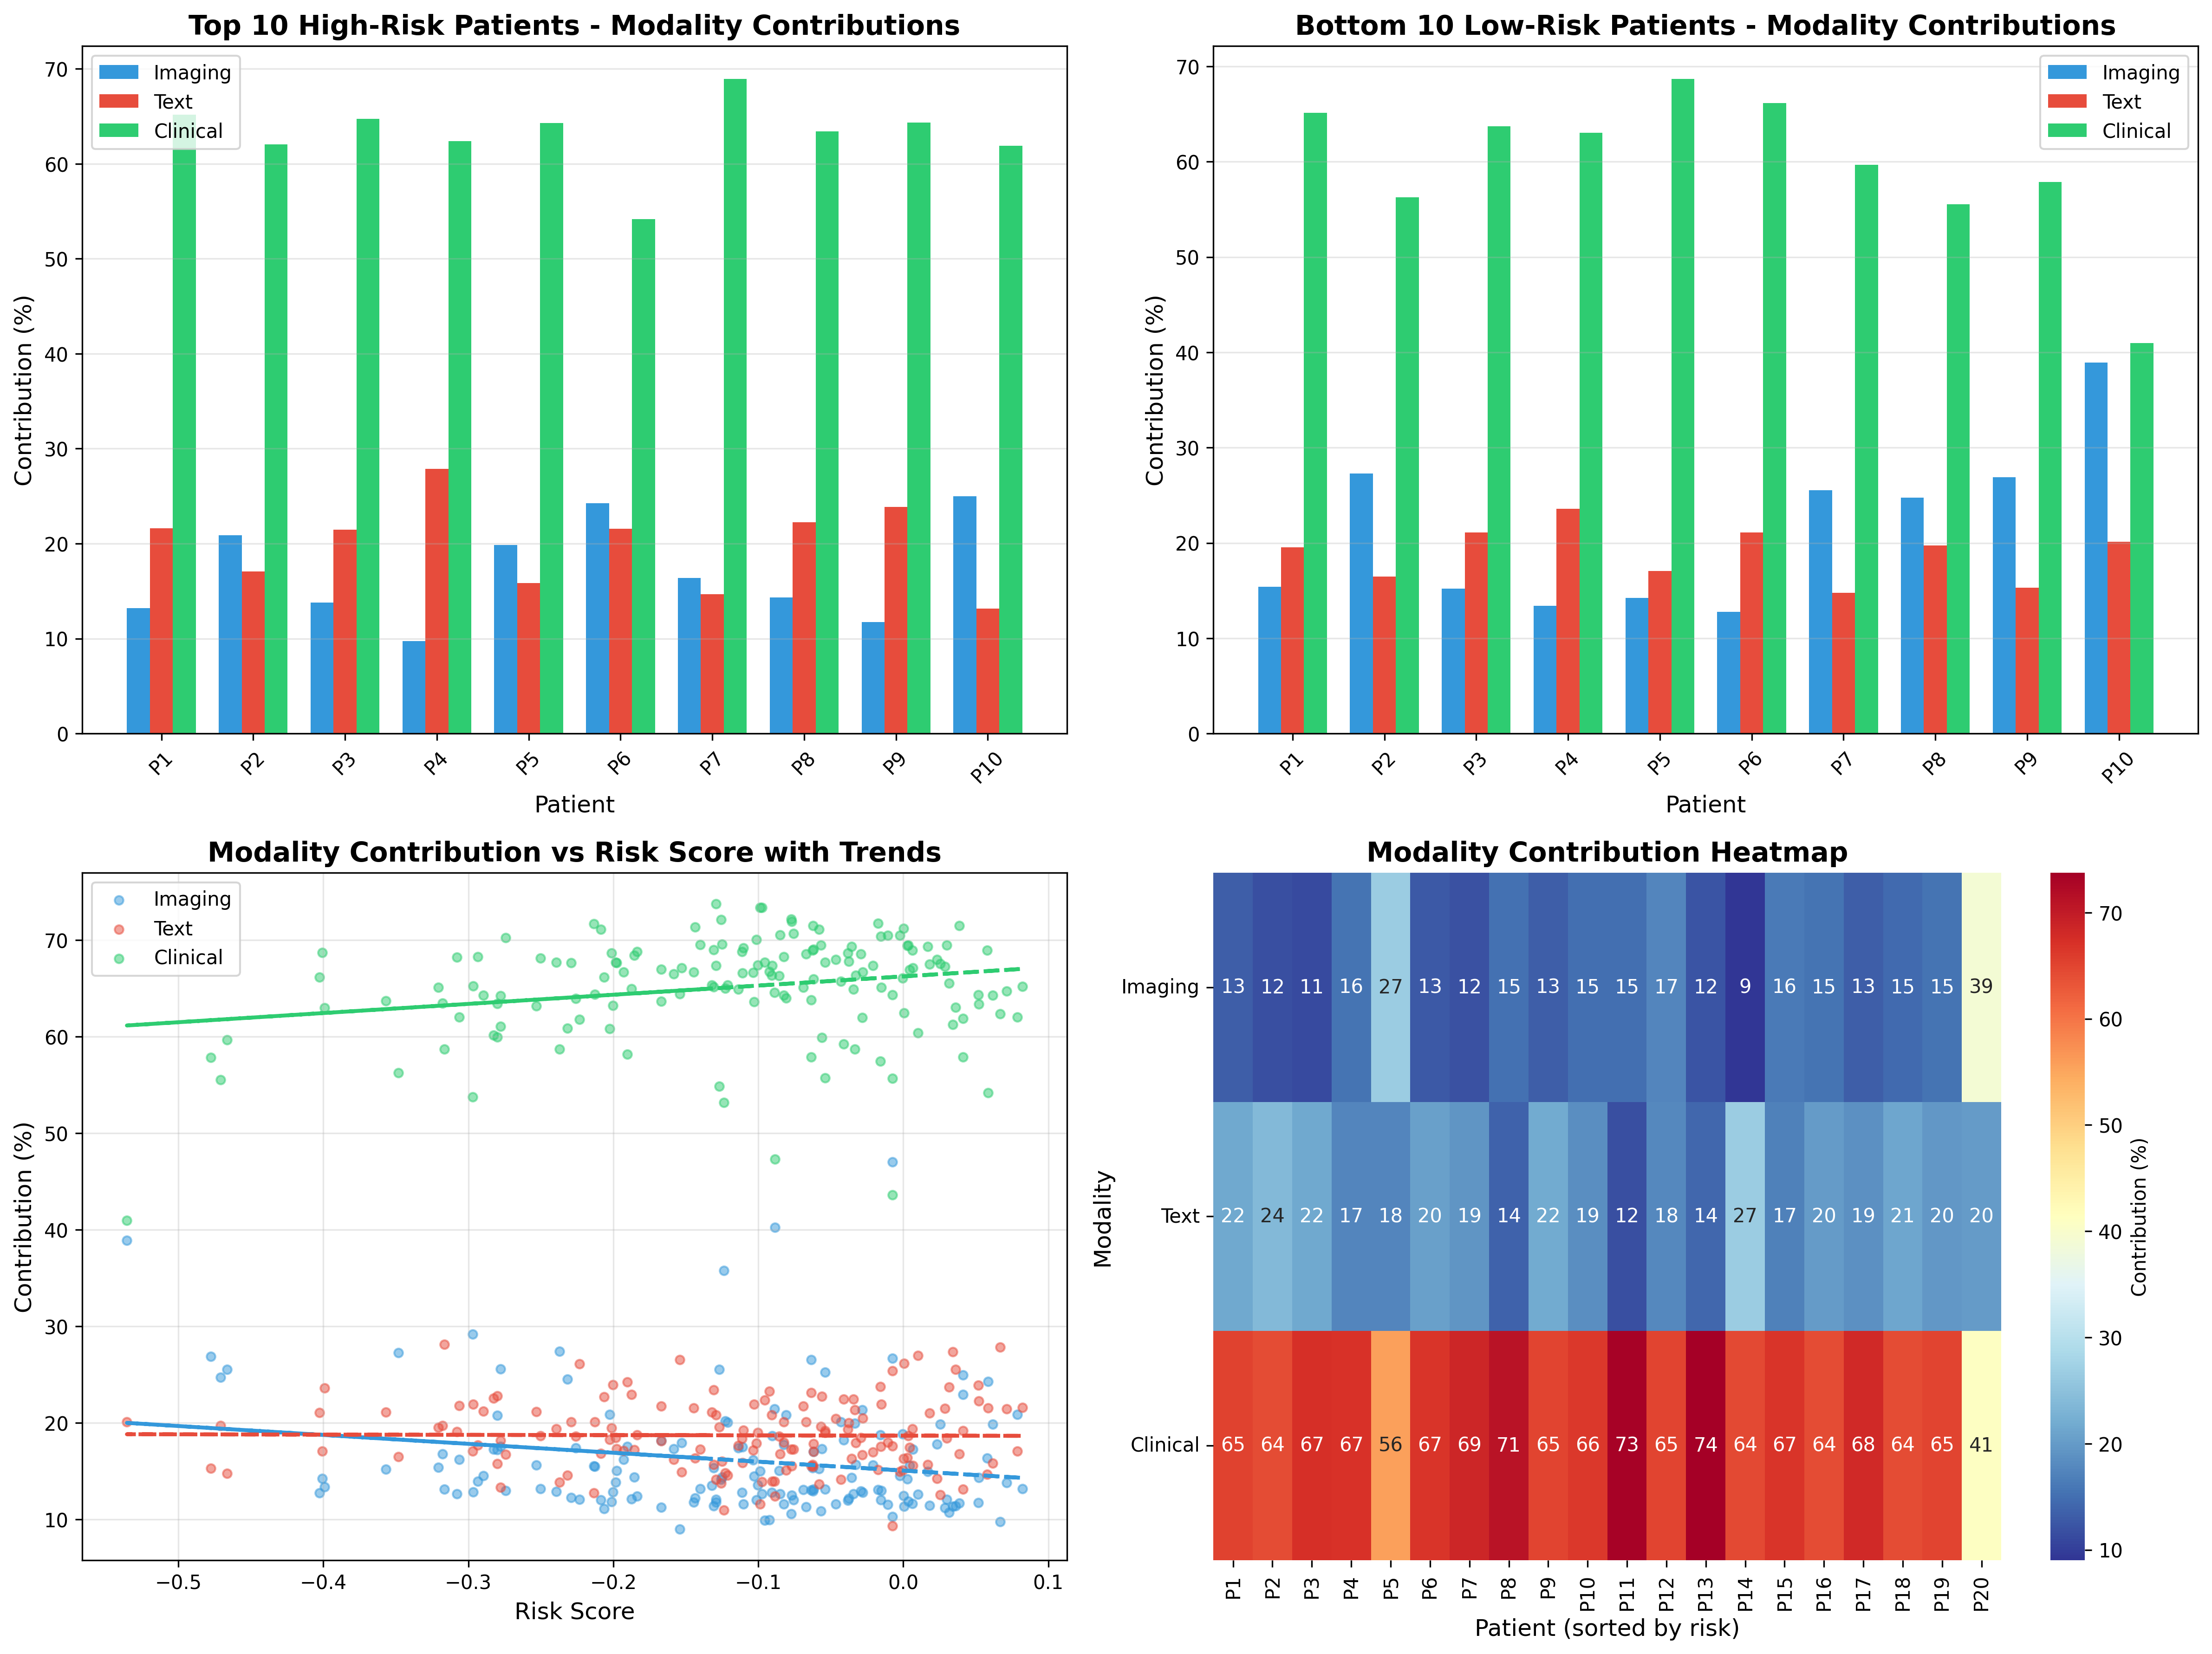 Top 10 High-Risk Patients - Modality Contributions
Imaging
Text
Clinical
Contribution (%)
70
60
50
40
30
20
10
0
P1 P2 P3 P4 P5 P6 P7 P8 P9 P10
Patient
Bottom 10 Low-Risk Patients - Modality Contributions
Imaging
Text
Clinical
Contribution (%)
70
60
50
40
30
20
10
0
P1 P2 P3 P4 P5 P6 P7 P8 P9 P10
Patient
Modality Contribution vs Risk Score with Trends
Imaging
Text
Clinical
Contribution (%)
70
60
50
40
30
20
10
−0.5 −0.4 −0.3 −0.2 −0.1 0.0 0.1
Risk Score
Modality Contribution Heatmap
Modality
Imaging 13 12 11 16 27 13 12 15 13 15 15 17 12 9 16 15 13 15 15 39
Text 22 24 22 17 18 20 19 14 22 19 12 18 14 27 17 20 19 21 20 20
Clinical 65 64 67 67 56 67 69 71 65 66 73 65 74 64 67 64 68 64 65 41
P1 P2 P3 P4 P5 P6 P7 P8 P9 P10 P11 P12 P13 P14 P15 P16 P17 P18 P19 P20
Patient (sorted by risk)
70
60
50
40
30
20
10
Contribution (%)